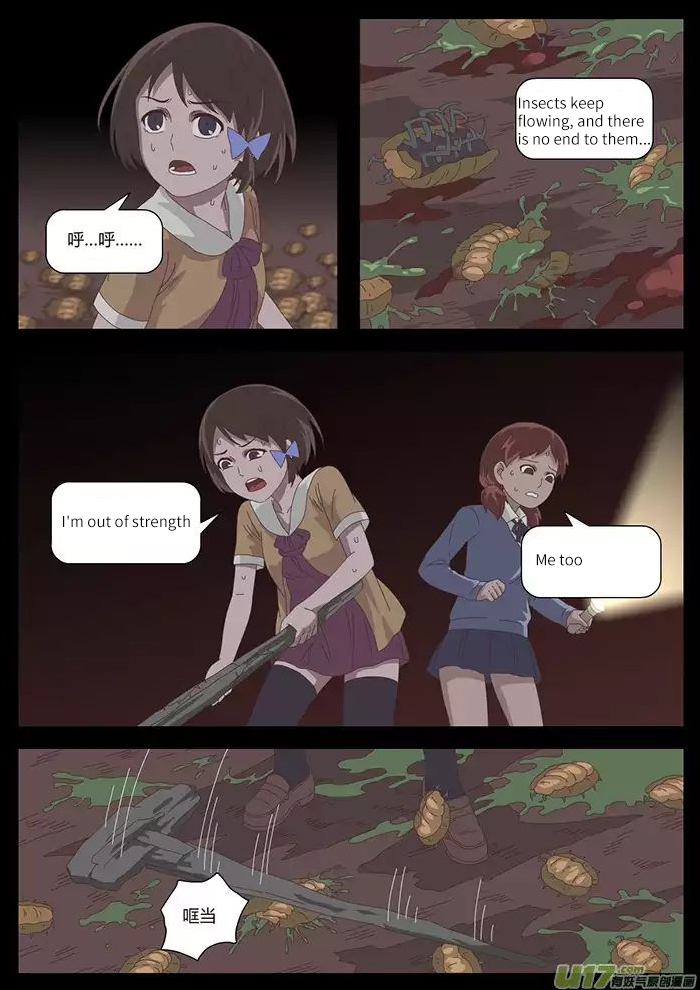 呼...呼......
Insects keep
flowing, and there
is no end to them...
I'm out of strength
Me too
哐当
U17.com
有妖气原创漫画